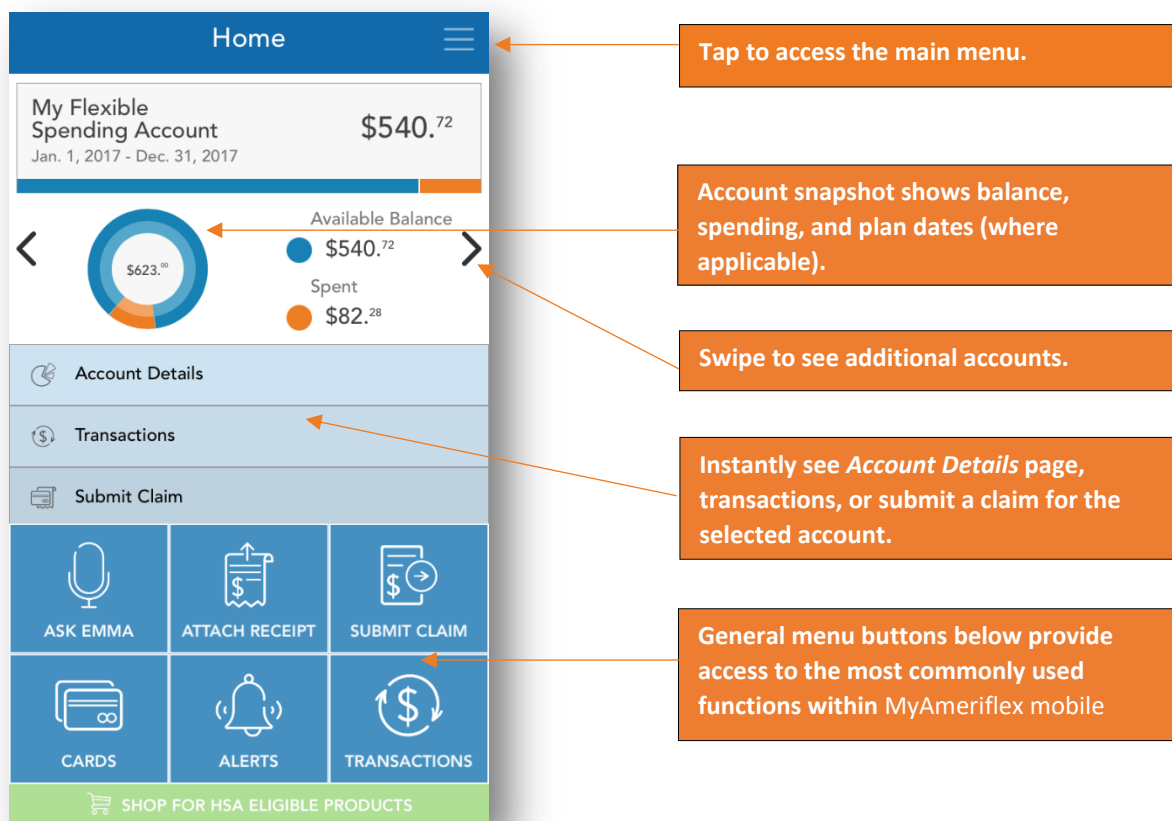 Home
Tap to access the main menu.
My Flexible
Spending Account
$540.72
Jan. 1, 2017 - Dec. 31, 2017
Account snapshot shows balance,
spending, and plan dates (where
applicable).
Available Balance
$540.72
$623.00
Spent
$82.28
Swipe to see additional accounts.
Account Details
Transactions
Submit Claim
Instantly see Account Details page,
transactions, or submit a claim for the
selected account.
ASK EMMA
ATTACH RECEIPT
SUBMIT CLAIM
General menu buttons below provide
access to the most commonly used
functions within MyAmeriflex mobile
CARDS
ALERTS
TRANSACTIONS
SHOP FOR HSA ELIGIBLE PRODUCTS